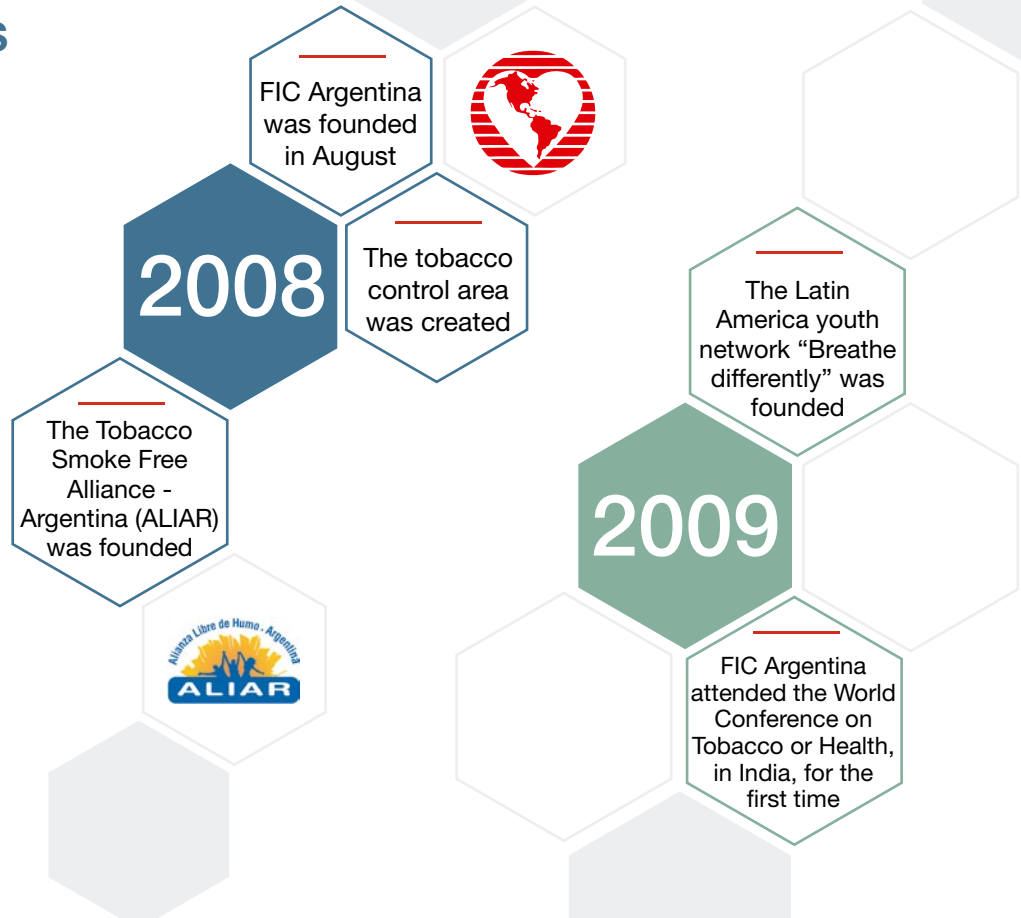 s
FIC Argentina
was founded
in August
2008
The tobacco
control area
was created
The Tobacco
Smoke Free
Alliance -
Argentina (ALIAR)
was founded
Alianza Libre de Humo - Argentina
ALIAR
The Latin
America youth
network “Breathe
differently” was
founded
2009
FIC Argentina
attended the World
Conference on
Tobacco or Health,
in India, for the
first time